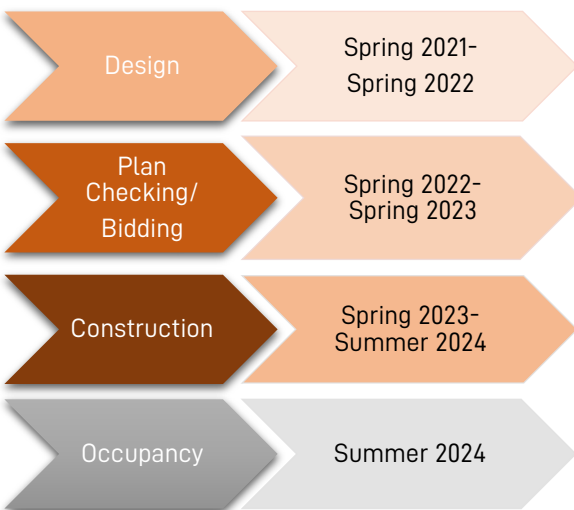 Design
Spring 2021-
Spring 2022
Plan
Checking/
Bidding
Spring 2022-
Spring 2023
Construction
Spring 2023-
Summer 2024
Occupancy
Summer 2024